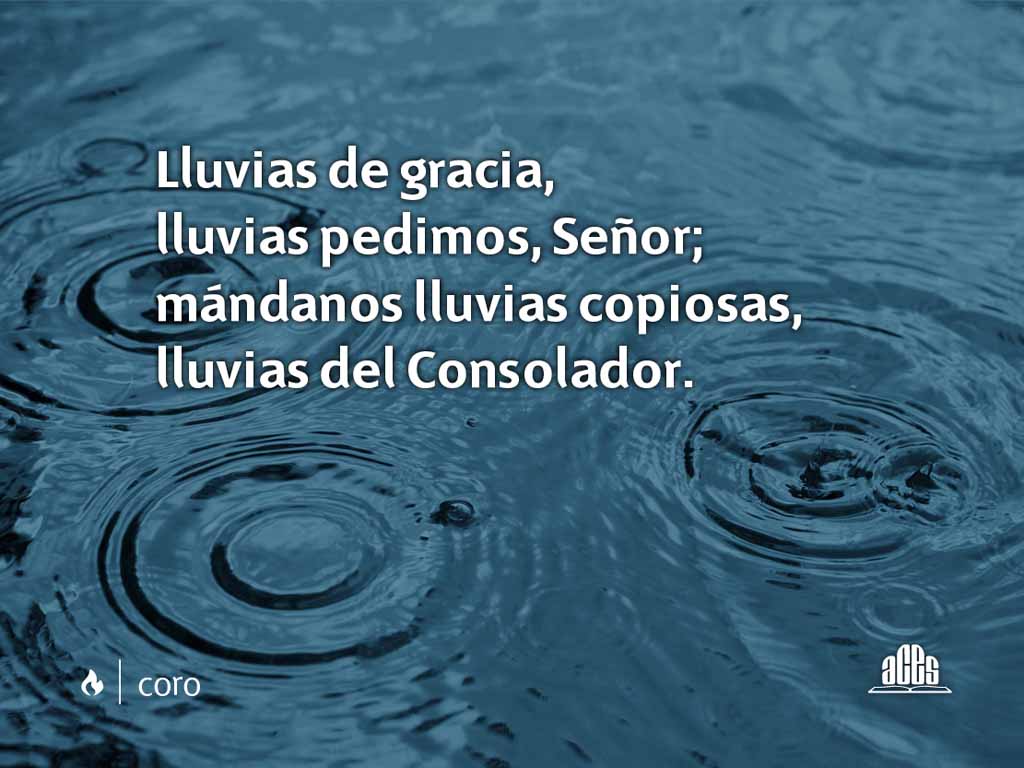 Lluvias de gracia,
lluvias pedimos, Señor;
mándanos lluvias copiosas,
lluvias del Consolador.
coro
aces